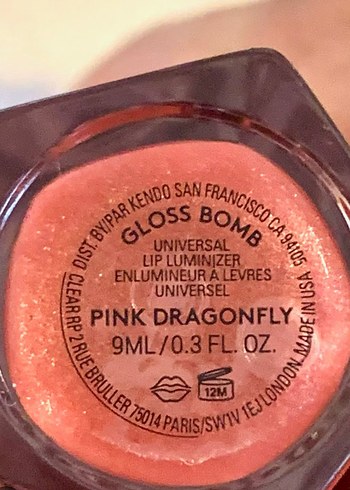 DIST. BY/PAR KENDO SAN FRANCISCO CA 94105
GLOSS BOMB
UNIVERSAL
LIP LUMINIZER
ENLUMINEUR À LÈVRES
UNIVERSEL
PINK DRAGONFLY
9ML/0.3 FL. OZ.
12M
CLEAR RP 2 RUE BRULLER 75014 PARIS/SW1V 1EJ LONDON. MADE IN USA